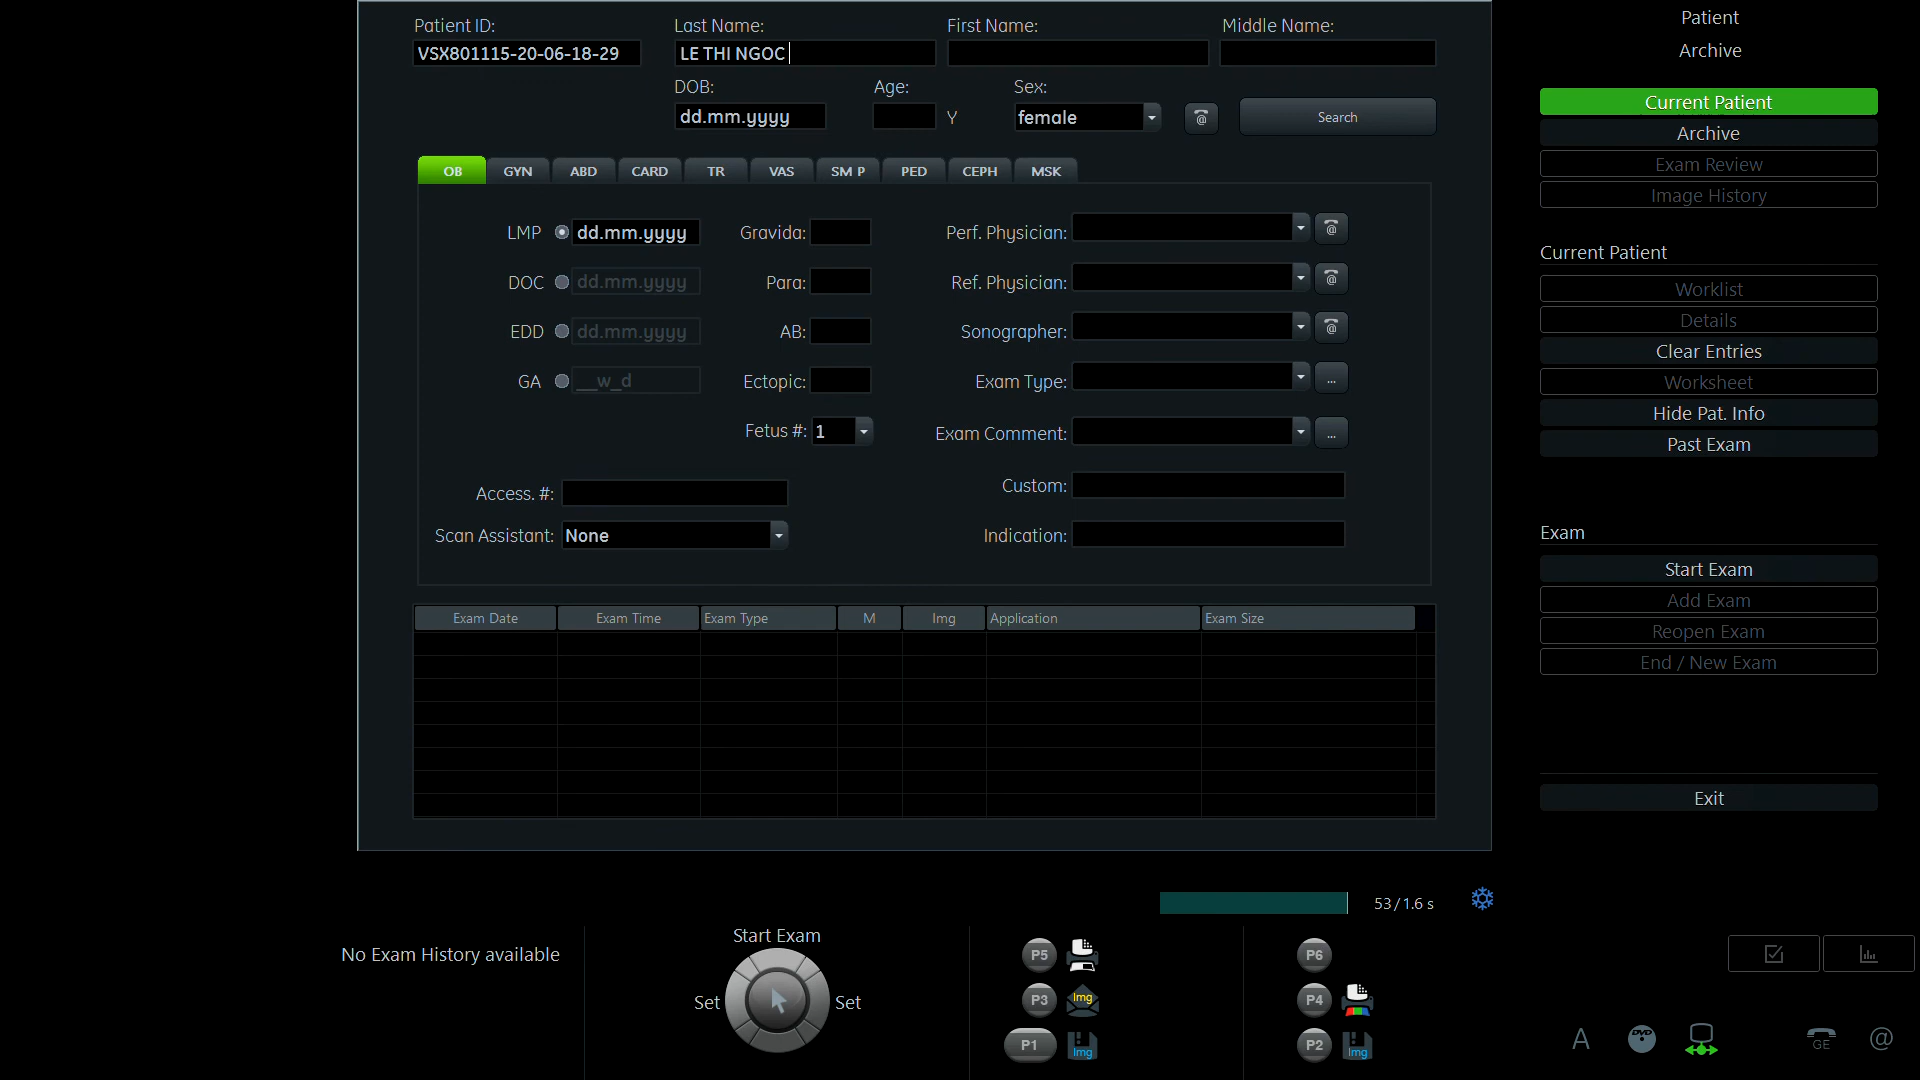 Patient ID: Last Name: First Name: Middle Name:
VSX801115-20-06-18-29 LE THI NGOC
DOB: Age: Sex:
dd.mm.yyyy Y female @ Search
OB GYN ABD CARD TR VAS SM P PED CEPH MSK
LMP dd.mm.yyyy Gravida: Perf. Physician: @
DOC dd.mm.yyyy Para: Ref. Physician: @
EDD dd.mm.yyyy AB: Sonographer: @
GA __w_d Ectopic: Exam Type: ...
Fetus #: 1 Exam Comment: ...
Access. #: Custom:
Scan Assistant: None Indication:
Exam Date Exam Time Exam Type M Img Application Exam Size
Patient
Archive
Current Patient
Archive
Exam Review
Image History
Current Patient
Worklist
Details
Clear Entries
Worksheet
Hide Pat. Info
Past Exam
Exam
Start Exam
Add Exam
Reopen Exam
End / New Exam
Exit
53/1.6 s
No Exam History available
Start Exam
Set Set
P5 P6
P3 Img P4
P1 Img P2 Img
A DVD GE @